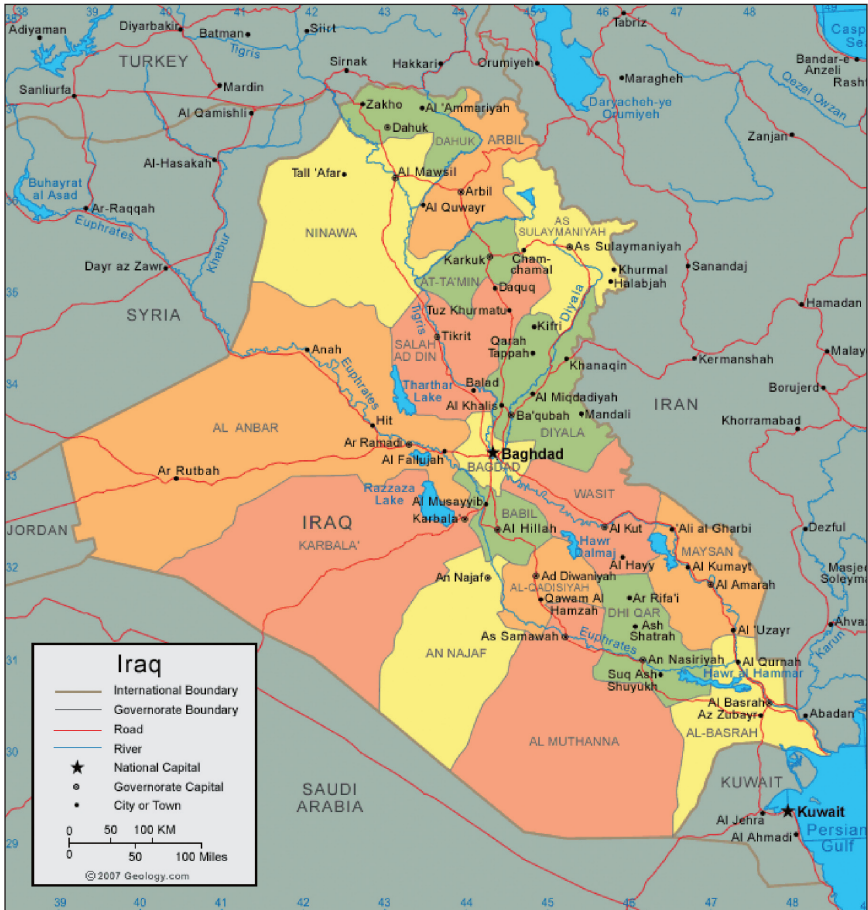 38
39
40
41
42
43
44
45
46
47
48
49
Adiyaman
Diyarbakir
Batman
Siirt
Tabriz
Caspian
Sea
Tigris
TURKEY
Sirnak
Hakkari
Orumiyeh
Bandar-e
Anzeli
Rasht
Sanliurfa
Mardin
Maragheh
Qezel Owzan
37
Al Qamishli
Zakho
Al 'Ammariyah
Daryacheh-ye
Orumiyeh
Dahuk
DAHUK
ARBIL
Zanjan
Al-Hasakah
Tall 'Afar
Al Mawsil
Buhayrat
al Asad
Arbil
Ar-Raqqah
Al Quwayr
Euphrates
Khabur
NINAWA
AS
SULAYMANIYAH
As Sulaymaniyah
Karkuk
Cham-
chamal
Dayr az Zawr
Khurmal
Sanandaj
AT-TA'MIN
Daquq
Halabjah
35
Tigris
Tuz Khurmatu
Diyala
Hamadan
SYRIA
Kifri
SALAH
AD DIN
Tikrit
Qarah
Tappah
Anah
Khanaqin
Kermanshah
34
Euphrates
Tharthar
Lake
Balad
Al Miqdadiyah
Borujerd
Al Khalis
IRAN
AL ANBAR
Hit
Ba'qubah
Mandali
Khorramabad
Ar Ramadi
DIYALA
Al Fallujah
Baghdad
BAGDAD
33
Ar Rutbah
Razzaza
Lake
WASIT
Al Musayyib
BABIL
JORDAN
IRAQ
Karbala
Al Hillah
Al Kut
'Ali al Gharbi
Dezful
KARBALA'
Hawr
Dalmaj
MAYSAN
32
An Najaf
Al Hayy
Al Kumayt
Ad Diwaniyah
Al Amarah
AL-QADISIYAH
Qawam Al
Hamzah
Ar Rifa'i
DHI QAR
As Samawah
Ash
Shatrah
Al 'Uzayr
Karun
Euphrates
31
AN NAJAF
An Nasiriyah
Al Qurnah
Suq Ash
Shuyukh
Hawr al Hammar
Al Basrah
Az Zubayr
Abadan
AL-BASRAH
AL MUTHANNA
30
KUWAIT
SAUDI
ARABIA
Kuwait
Al Jehra
Al Ahmadi
Persian
Gulf
29
Iraq
International Boundary
Governorate Boundary
Road
River
National Capital
Governorate Capital
City or Town
0 50 100 KM
0 50 100 Miles
© 2007 Geology.com
38
39
40
41
42
43
44
45
46
47
48